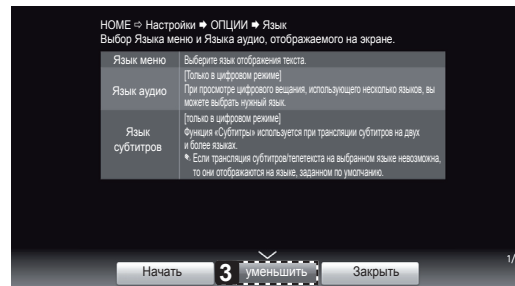 HOME ⇨ Настройки ➡ ОПЦИИ ➡ Язык
Выбор Языка меню и Языка аудио, отображаемого на экране.
Язык меню
Выберите язык отображения текста.
Язык аудио
[Только в цифровом режиме]
При просмотре цифрового вещания, использующего несколько языков, вы
можете выбрать нужный язык.
Язык
субтитров
[только в цифровом режиме]
Функция «Субтитры» используется при трансляции субтитров на двух
и более языках.
Если трансляция субтитров/телетекста на выбранном языке невозможна,
то они отображаются на языке, заданном по умолчанию.
1/
Начать 3 уменьшить Закрыть